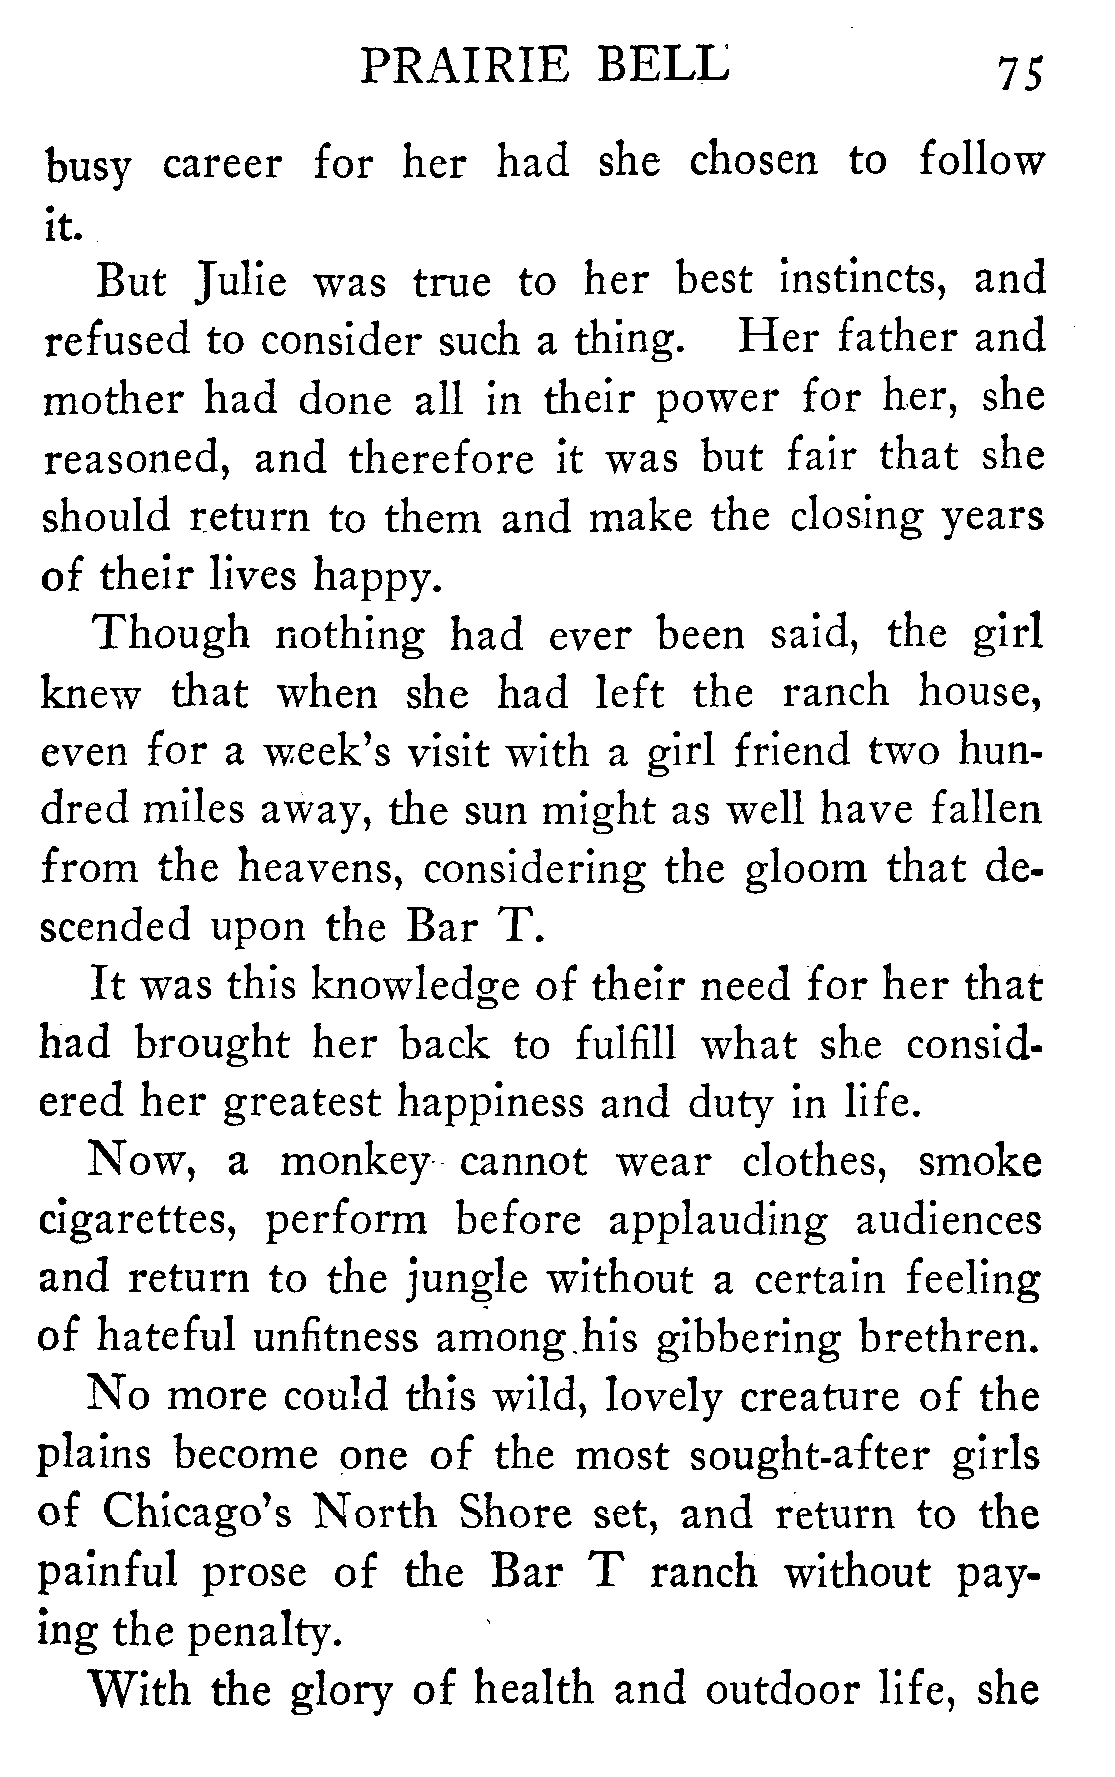 PRAIRIE BELL 75
busy career for her had she chosen to follow
it.
But Julie was true to her best instincts, and
refused to consider such a thing. Her father and
mother had done all in their power for her, she
reasoned, and therefore it was but fair that she
should return to them and make the closing years
of their lives happy.
Though nothing had ever been said, the girl
knew that when she had left the ranch house,
even for a week's visit with a girl friend two hun-
dred miles away, the sun might as well have fallen
from the heavens, considering the gloom that de-
scended upon the Bar T.
It was this knowledge of their need for her that
had brought her back to fulfill what she consid-
ered her greatest happiness and duty in life.
Now, a monkey cannot wear clothes, smoke
cigarettes, perform before applauding audiences
and return to the jungle without a certain feeling
of hateful unfitness among his gibbering brethren.
No more could this wild, lovely creature of the
plains become one of the most sought-after girls
of Chicago's North Shore set, and return to the
painful prose of the Bar T ranch without pay-
ing the penalty.
With the glory of health and outdoor life, she